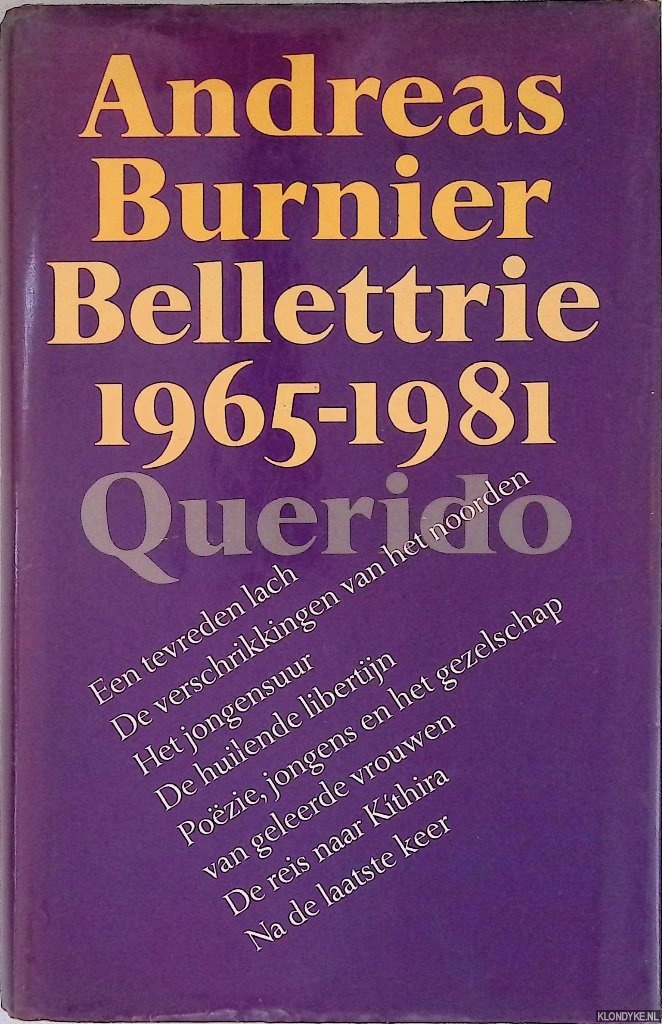 Andreas
Burnier
Bellettrie
1965-1981
Querido
Een tevreden lach
De verschrikkingen van het noorden
Het jongensuur
De huilende libertijn
Poëzie, jongens en het gezelschap
van geleerde vrouwen
De reis naar Kíthira
Na de laatste keer
KLONDYKE.NL